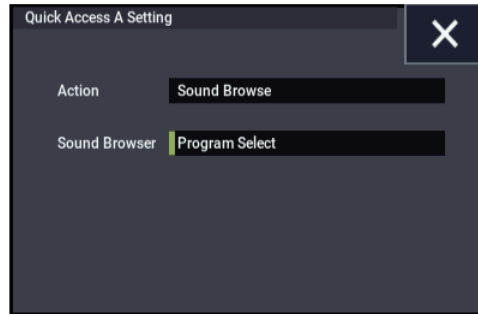 Quick Access A Setting
Action
Sound Browse
Sound Browser
Program Select